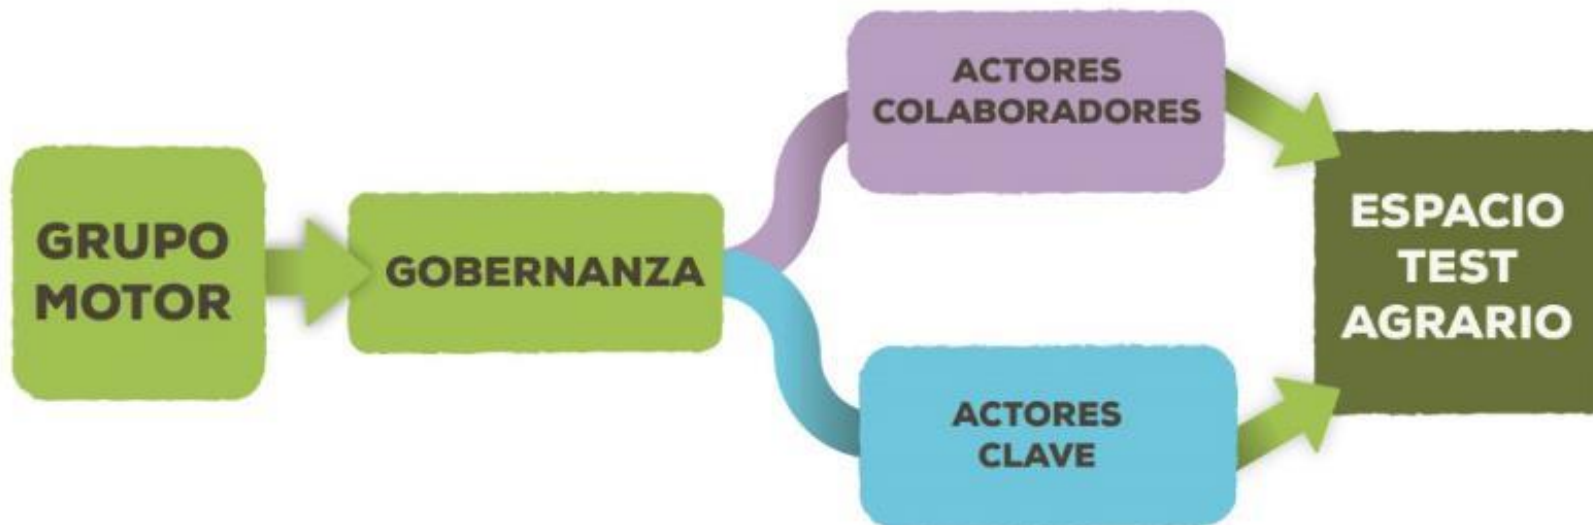 GRUPO
MOTOR
GOBERNANZA
ACTORES
COLABORADORES
ACTORES
CLAVE
ESPACIO
TEST
AGRARIO